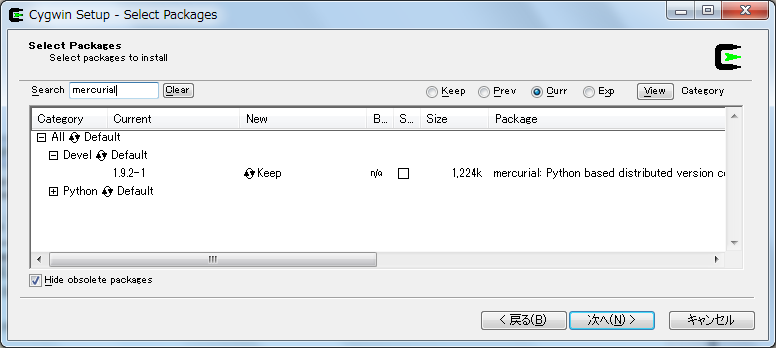 Cygwin Setup - Select Packages
Select Packages
Select packages to install
Search mercurial Clear Keep Prev Curr Exp View Category
Category Current New B... S... Size Package
All Default
Devel Default
1.9.2-1 Keep n/a 1,224k mercurial: Python based distributed version co
Python Default
Hide obsolete packages
< 戻る(B) 次へ(N) > キャンセル